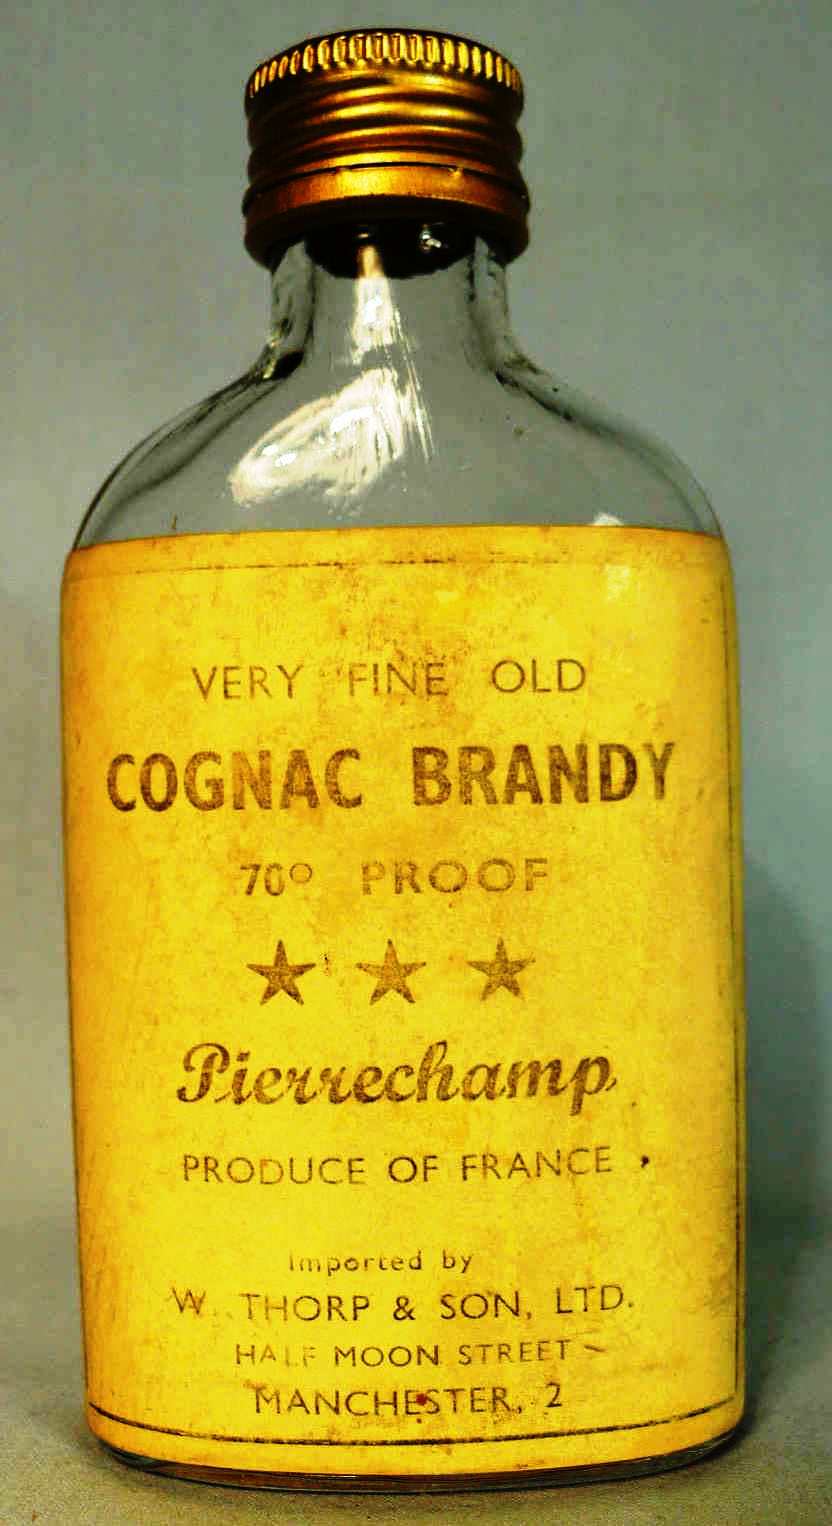 VERY FINE OLD
COGNAC BRANDY
70º PROOF
★ ★ ★
Pierrechamp
PRODUCE OF FRANCE
Imported by
W. THORP & SON, LTD.
HALF MOON STREET
MANCHESTER, 2